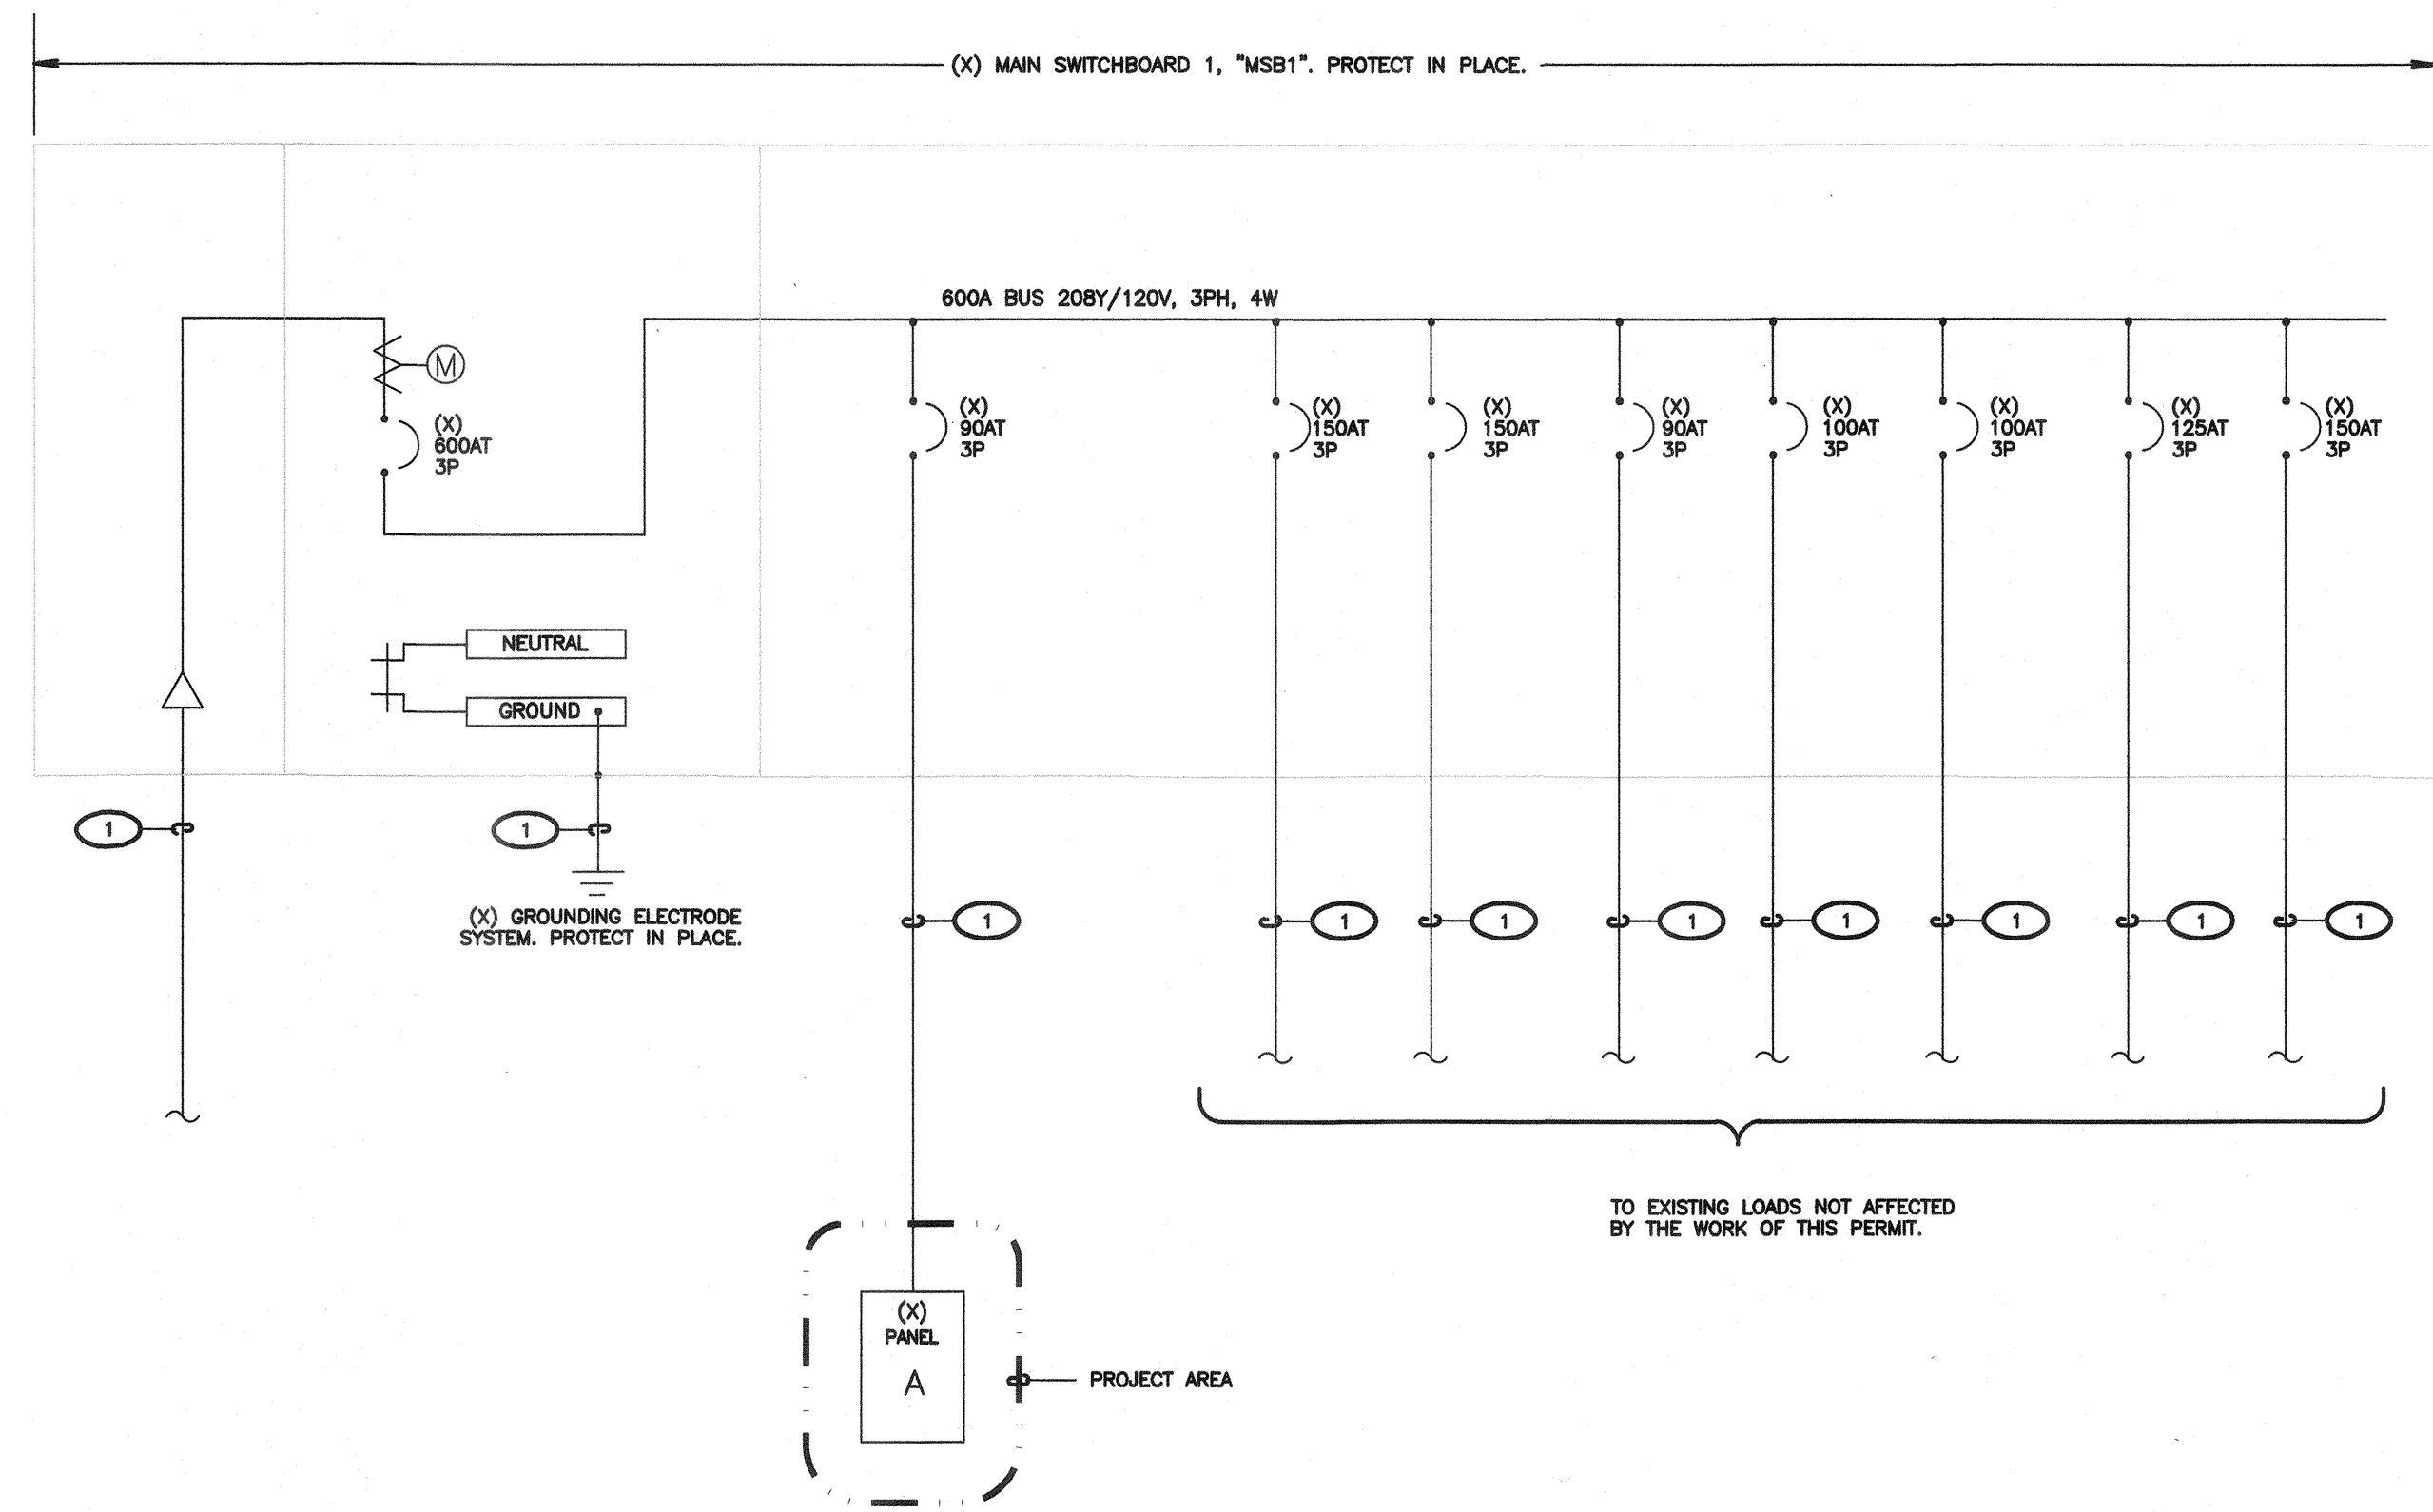 (X) MAIN SWITCHBOARD 1, "MSB1". PROTECT IN PLACE.
600A BUS 208Y/120V, 3PH, 4W
M
(X)
600AT
3P
(X)
90AT
3P
(X)
150AT
3P
(X)
150AT
3P
(X)
90AT
3P
(X)
100AT
3P
(X)
100AT
3P
(X)
125AT
3P
(X)
150AT
3P
NEUTRAL
GROUND
1
1
(X) GROUNDING ELECTRODE
SYSTEM. PROTECT IN PLACE.
1
1
1
1
1
1
1
1
TO EXISTING LOADS NOT AFFECTED
BY THE WORK OF THIS PERMIT.
(X)
PANEL
A
PROJECT AREA